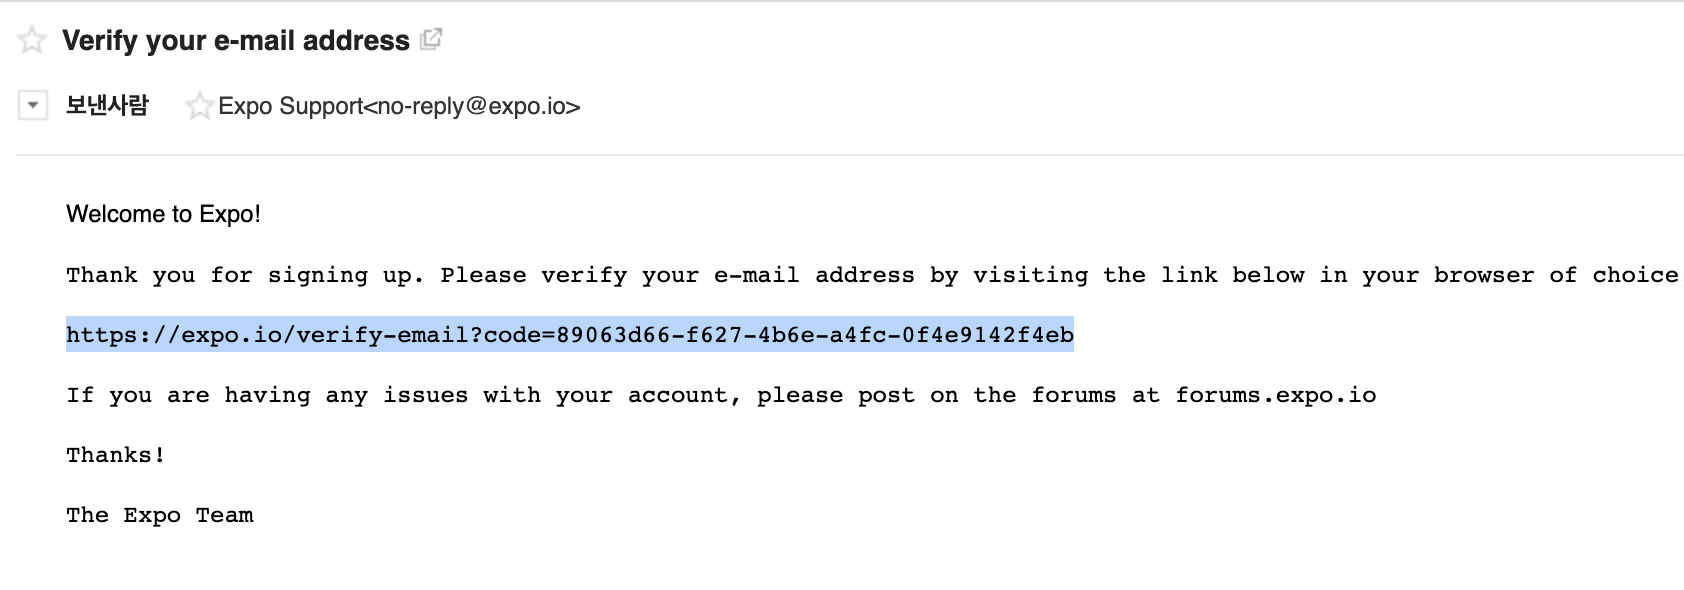 Verify your e-mail address
보낸사람 Expo Support<no-reply@expo.io>
Welcome to Expo!
Thank you for signing up. Please verify your e-mail address by visiting the link below in your browser of choice
https://expo.io/verify-email?code=89063d66-f627-4b6e-a4fc-0f4e9142f4eb
If you are having any issues with your account, please post on the forums at forums.expo.io
Thanks!
The Expo Team